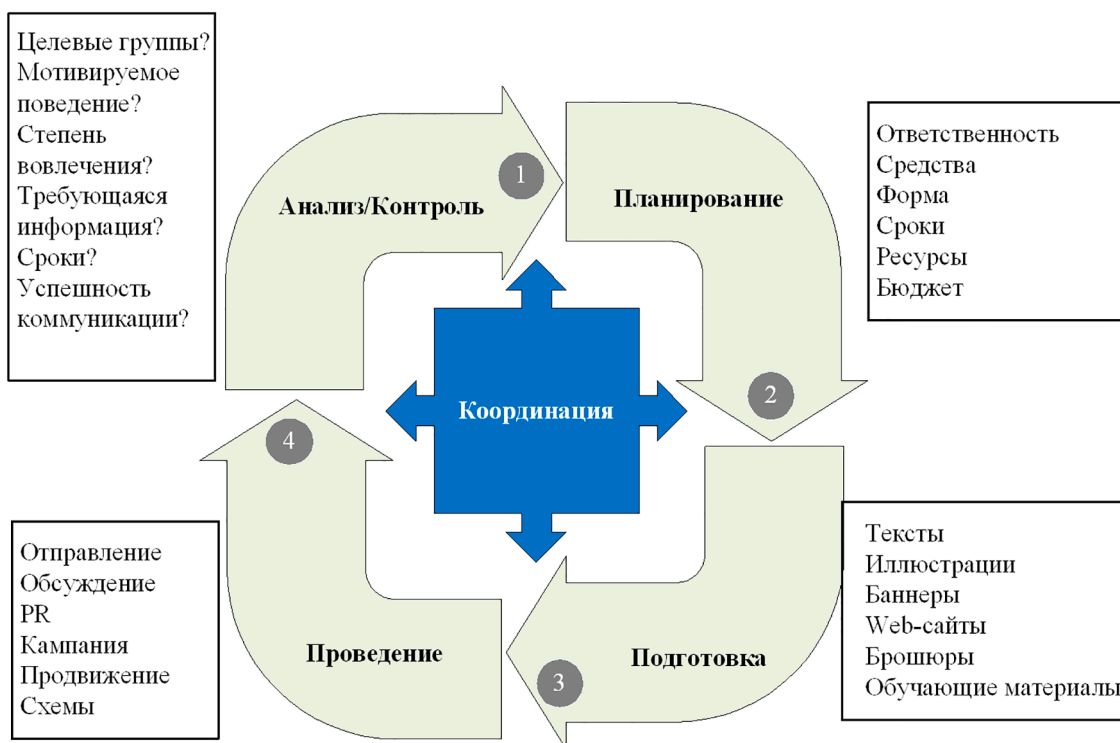 Целевые группы?
Мотивируемое
поведение?
Степень
вовлечения?
Требующаяся
информация?
Сроки?
Успешность
коммуникации?
Анализ/Контроль
1
Планирование
Ответственность
Средства
Форма
Сроки
Ресурсы
Бюджет
Координация
2
4
Отправление
Обсуждение
PR
Кампания
Продвижение
Схемы
Проведение
3
Подготовка
Тексты
Иллюстрации
Баннеры
Web-сайты
Брошюры
Обучающие материалы